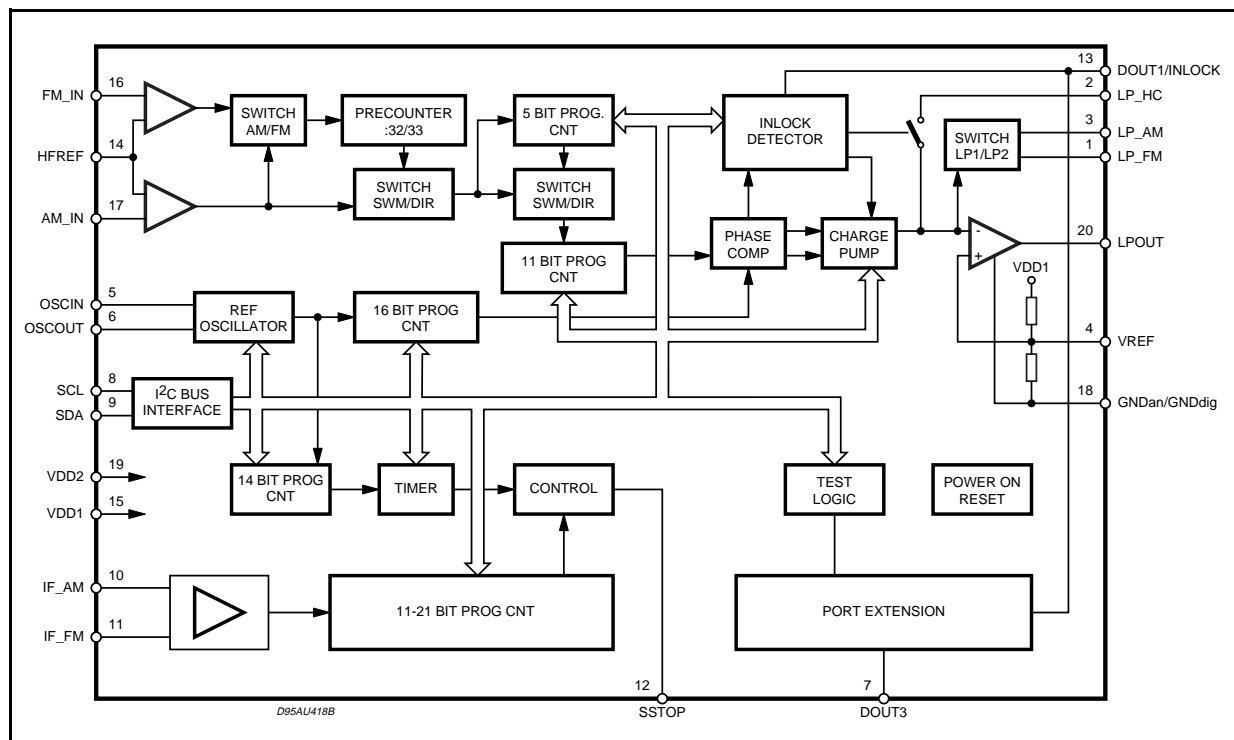 13
DOUT1/INLOCK
16
2
FM_IN
LP_HC
SWITCH
AM/FM
PRECOUNTER
:32/33
5 BIT PROG.
CNT
INLOCK
DETECTOR
3
LP_AM
SWITCH
LP1/LP2
14
HFREF
1
LP_FM
SWITCH
SWM/DIR
SWITCH
SWM/DIR
17
AM_IN
PHASE
COMP
CHARGE
PUMP
-
+
20
LPOUT
11 BIT PROG
CNT
VDD1
5
OSCIN
6
OSCOUT
REF
OSCILLATOR
16 BIT PROG
CNT
4
VREF
8
SCL
9
SDA
I2C BUS
INTERFACE
18
GNDan/GNDdig
19
VDD2
15
VDD1
14 BIT PROG
CNT
TIMER
CONTROL
TEST
LOGIC
POWER ON
RESET
10
IF_AM
11
IF_FM
11-21 BIT PROG CNT
PORT EXTENSION
12
7
D95AU418B
SSTOP
DOUT3